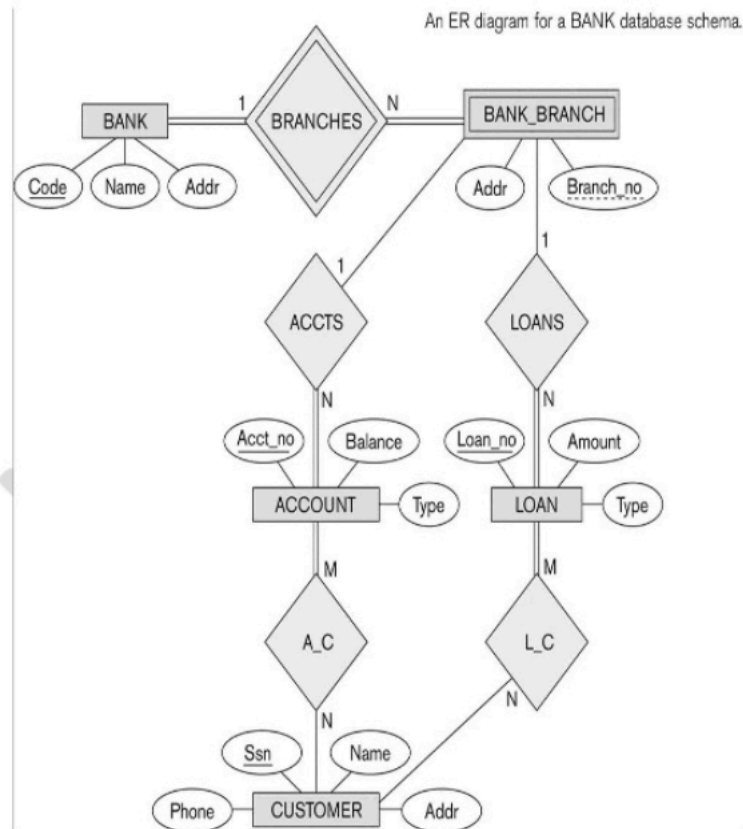 An ER diagram for a BANK database schema.
1
N
BANK
BRANCHES
BANK_BRANCH
Code
Name
Addr
Addr
Branch_no
1
1
ACCTS
LOANS
N
N
Acct_no
Balance
Loan_no
Amount
ACCOUNT
Type
LOAN
Type
M
M
A_C
L_C
N
N
Ssn
Name
Phone
CUSTOMER
Addr